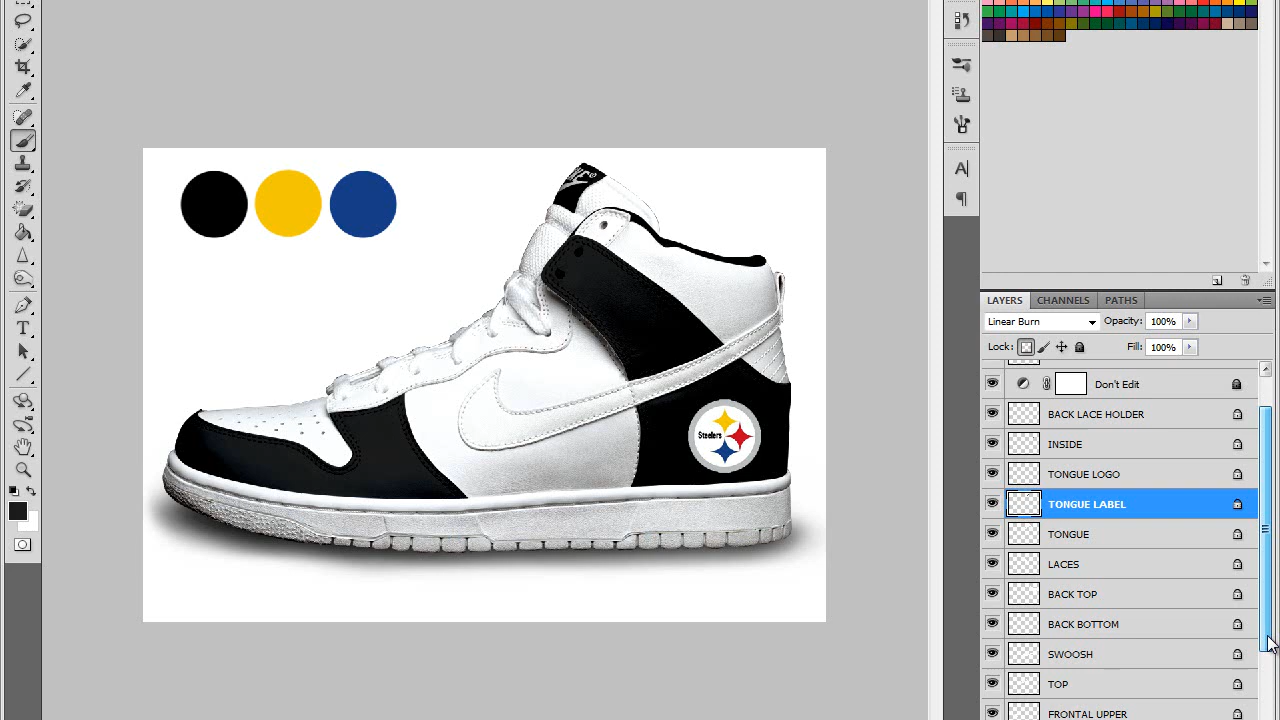 LAYERS CHANNELS PATHS
Linear Burn Opacity: 100%
Lock: Fill: 100%
Don't Edit
BACK LACE HOLDER
INSIDE
TONGUE LOGO
TONGUE LABEL
TONGUE
LACES
BACK TOP
BACK BOTTOM
SWOOSH
TOP
FRONTAL UPPER
Steelers
A
T